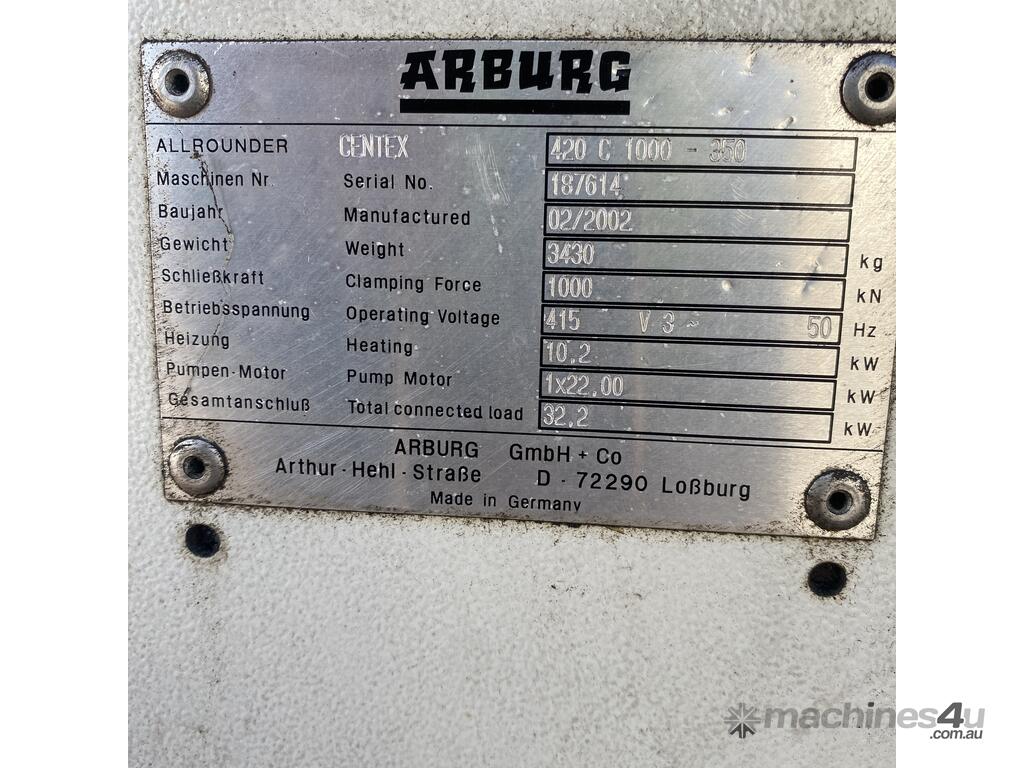 ARBURG
ALLROUNDER CENTEX 420 C 1000 - 350
Maschinen Nr. Serial No. 187614
Baujahr Manufactured 02/2002
Gewicht Weight 3430 kg
Schließkraft Clamping Force 1000 kN
Betriebsspannung Operating Voltage 415 V 3 ~ 50 Hz
Heizung Heating 10.2 kW
Pumpen-Motor Pump Motor 1x22.00 kW
Gesamtanschluß Total connected load 32.2 kW
ARBURG GmbH + Co
Arthur-Hehl-Straße D - 72290 Loßburg
Made in Germany
machines4u
.com.au